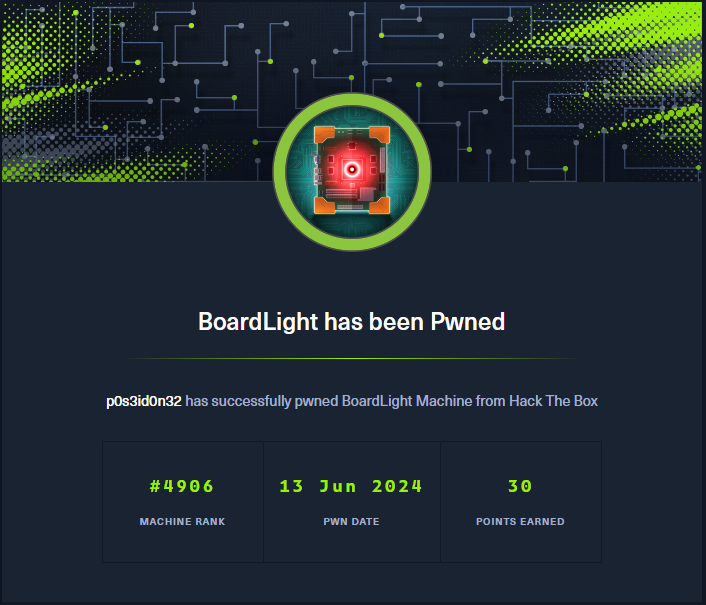 BoardLight has been Pwned
p0s3id0n32 has successfully pwned BoardLight Machine from Hack The Box
#4906 13 Jun 2024 30
MACHINE RANK PWN DATE POINTS EARNED